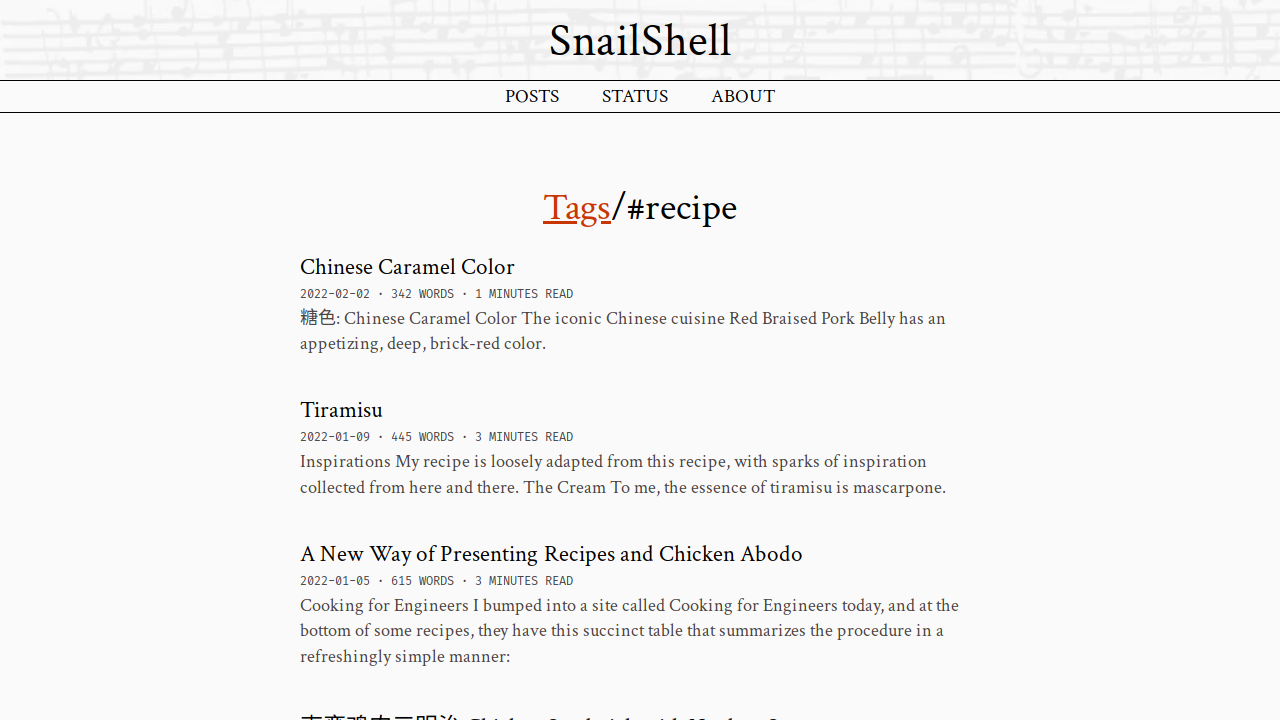 SnailShell
POSTS STATUS ABOUT
Tags/#recipe
Chinese Caramel Color
2022-02-02 · 342 WORDS · 1 MINUTES READ
糖色: Chinese Caramel Color The iconic Chinese cuisine Red Braised Pork Belly has an
appetizing, deep, brick-red color.
Tiramisu
2022-01-09 · 445 WORDS · 3 MINUTES READ
Inspirations My recipe is loosely adapted from this recipe, with sparks of inspiration
collected from here and there. The Cream To me, the essence of tiramisu is mascarpone.
A New Way of Presenting Recipes and Chicken Abodo
2022-01-05 · 615 WORDS · 3 MINUTES READ
Cooking for Engineers I bumped into a site called Cooking for Engineers today, and at the
bottom of some recipes, they have this succinct table that summarizes the procedure in a
refreshingly simple manner: